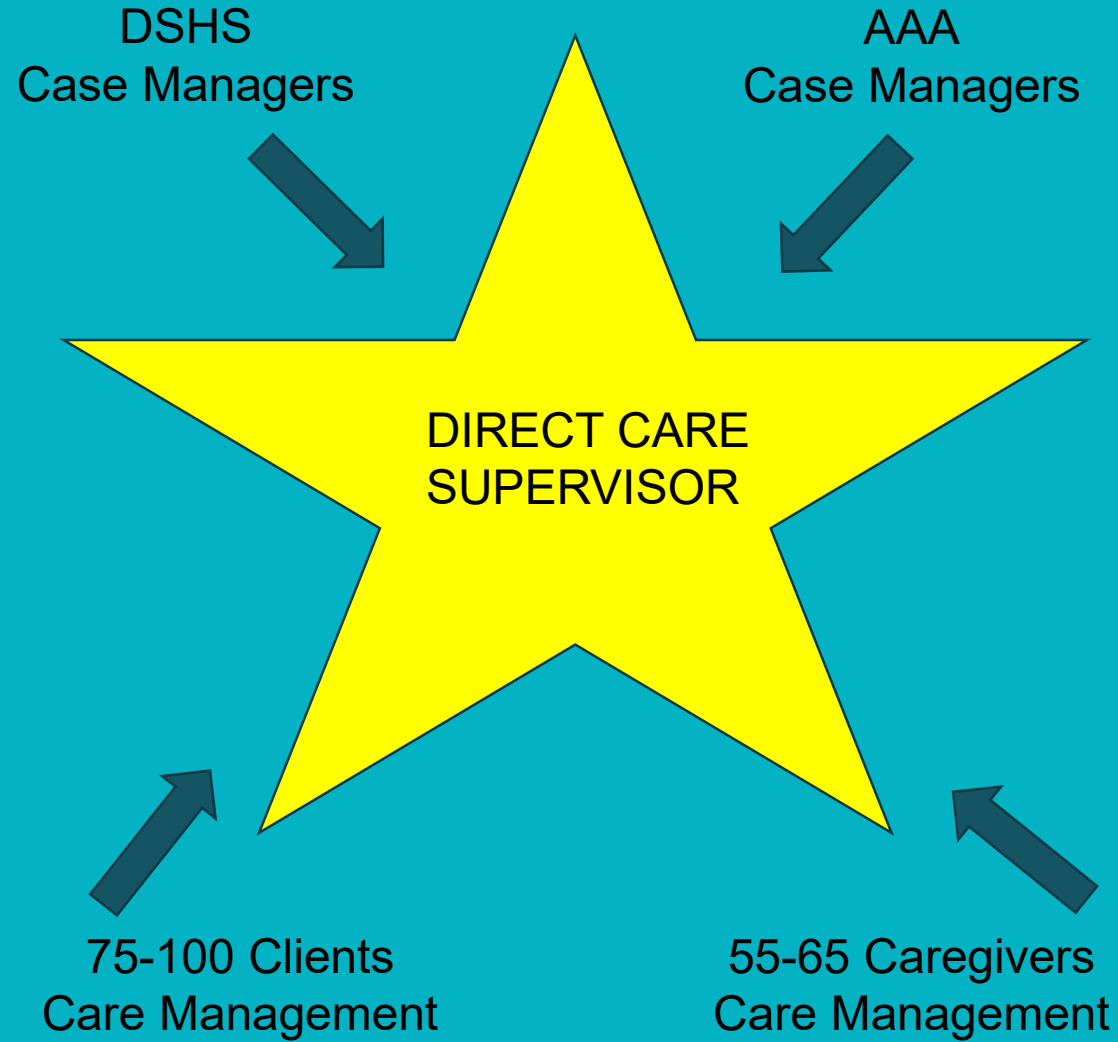 DSHS
Case Managers
AAA
Case Managers
DIRECT CARE
SUPERVISOR
75-100 Clients
Care Management
55-65 Caregivers
Care Management